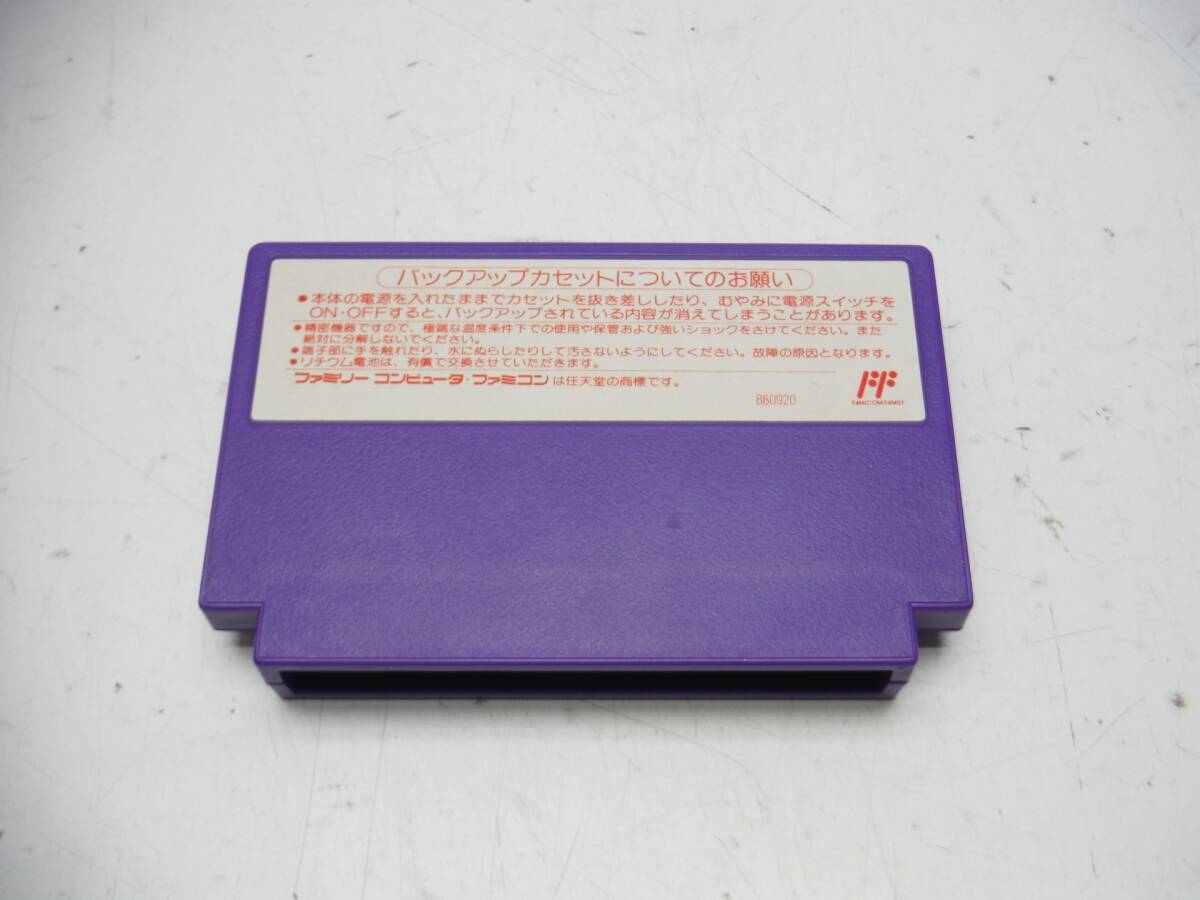 バックアップカセットについてのお願い
●本体の電源を入れたままでカセットを抜き差ししたり、むやみに電源スイッチを
ON・OFFすると、バックアップされている内容が消えてしまうことがあります。
●精密機器ですので、極端な温度条件下での使用や保管および強いショックをさけてください。また
絶対に分解しないでください。
●端子部に手を触れたり、水にぬらしたりして汚さないようにしてください。故障の原因となります。
●リチウム電池は、有償で交換させていただきます。
ファミリー コンピュータ・ファミコン は任天堂の商標です。
880920
FF
FAMICOM FAMILY